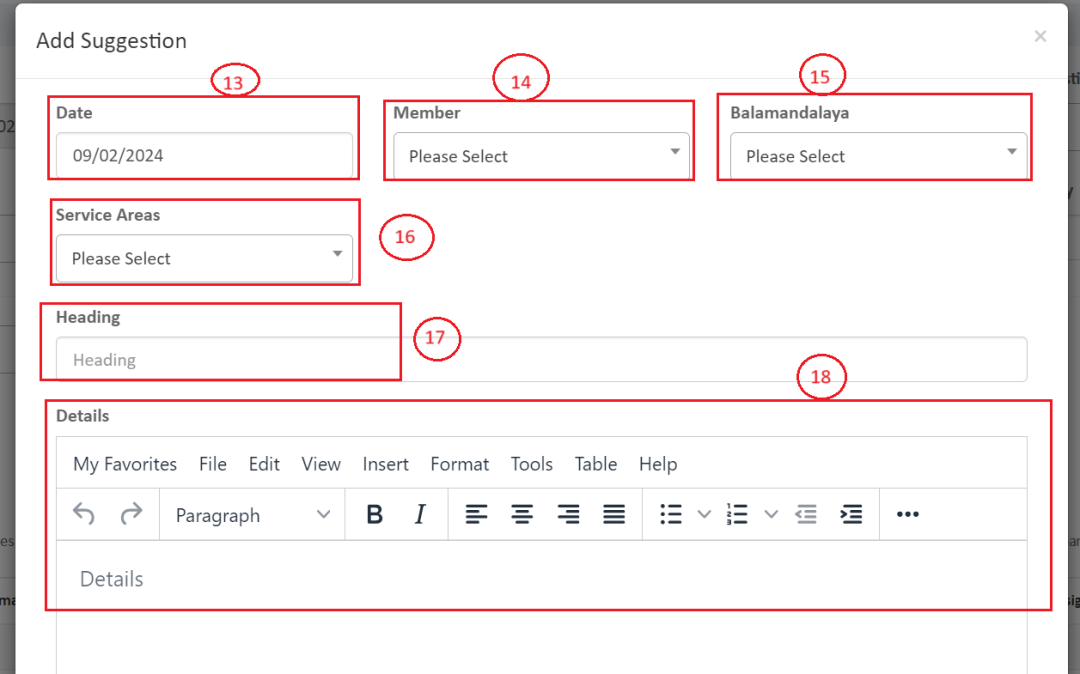 Add Suggestion ×
13 14 15
Date Member Balamandalaya
09/02/2024 Please Select Please Select
Service Areas
16
Please Select
Heading
17
Heading
18
Details
My Favorites File Edit View Insert Format Tools Table Help
Paragraph B I
Details